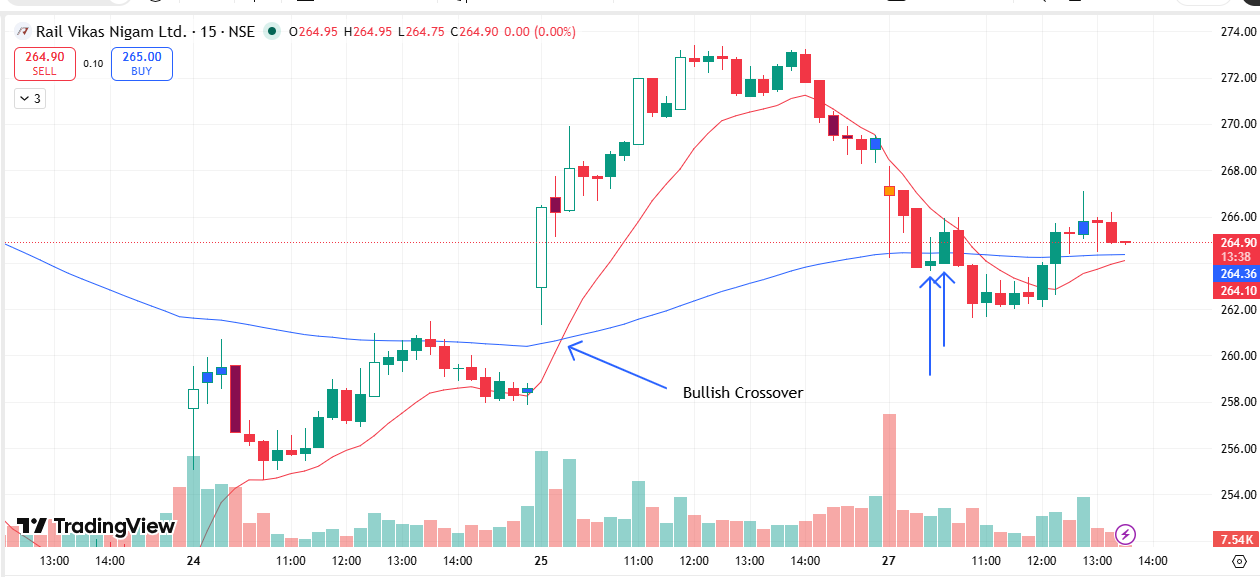 Rail Vikas Nigam Ltd. · 15 · NSE O264.95 H264.95 L264.75 C264.90 0.00 (0.00%)
264.90 0.10 265.00
SELL BUY
3
274.00
272.00
270.00
268.00
266.00
264.90
13:38
264.36
264.10
262.00
260.00
258.00
256.00
254.00
7.54K
Bullish Crossover
TradingView
13:00 14:00 24 11:00 12:00 13:00 14:00 25 11:00 12:00 13:00 14:00 27 11:00 12:00 13:00 14:00